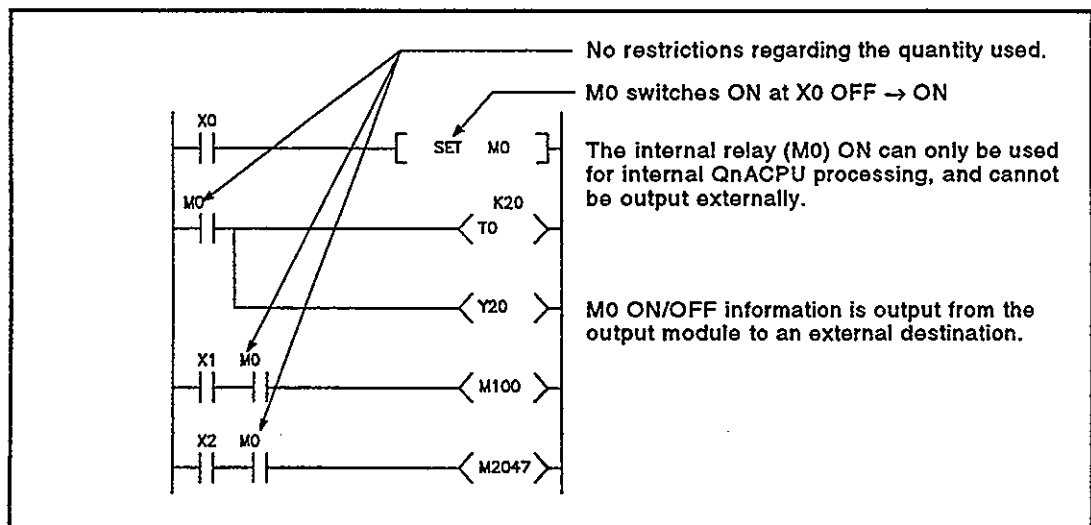 No restrictions regarding the quantity used.
M0 switches ON at X0 OFF → ON
X0
SET M0
The internal relay (M0) ON can only be used
for internal QnACPU processing, and cannot
be output externally.
M0
K20
T0
Y20
M0 ON/OFF information is output from the
output module to an external destination.
X1 M0
M100
X2 M0
M2047